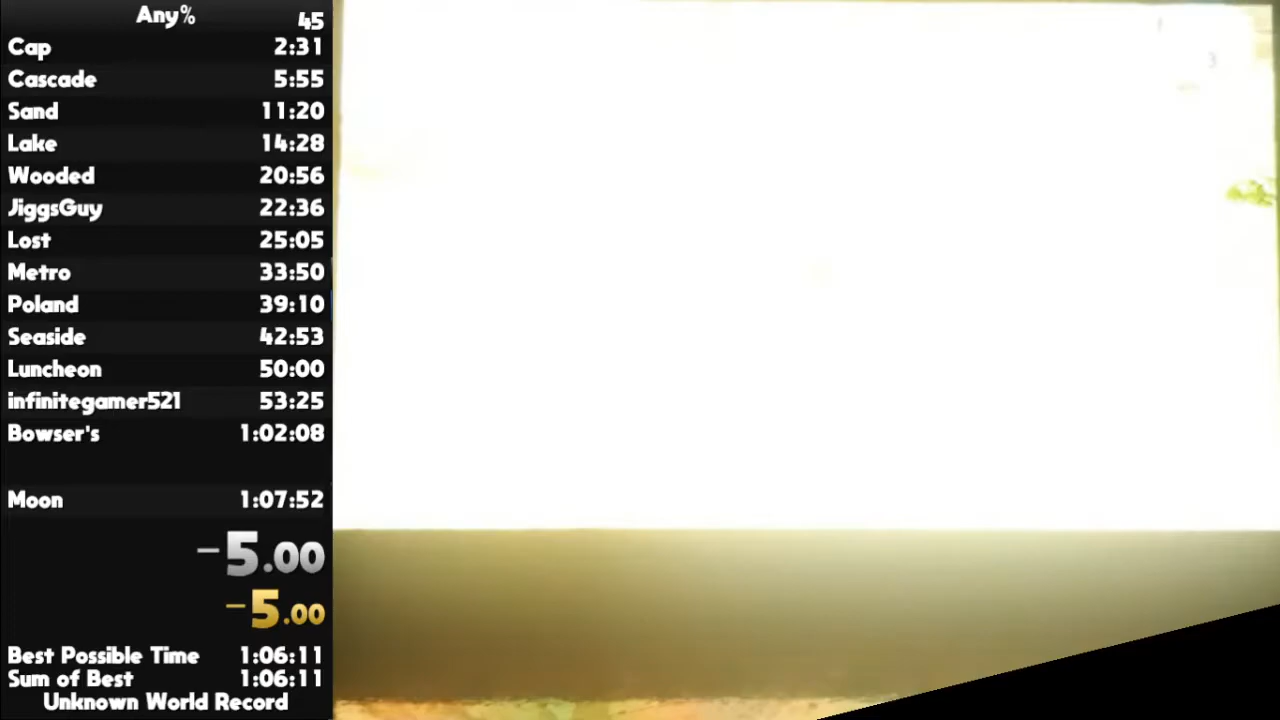 Any% 45
Cap 2:31
Cascade 5:55
Sand 11:20
Lake 14:28
Wooded 20:56
JiggsGuy 22:36
Lost 25:05
Metro 33:50
Poland 39:10
Seaside 42:53
Luncheon 50:00
infinitegamer521 53:25
Bowser's 1:02:08
Moon 1:07:52
−5.00
−5.00
Best Possible Time 1:06:11
Sum of Best 1:06:11
Unknown World Record